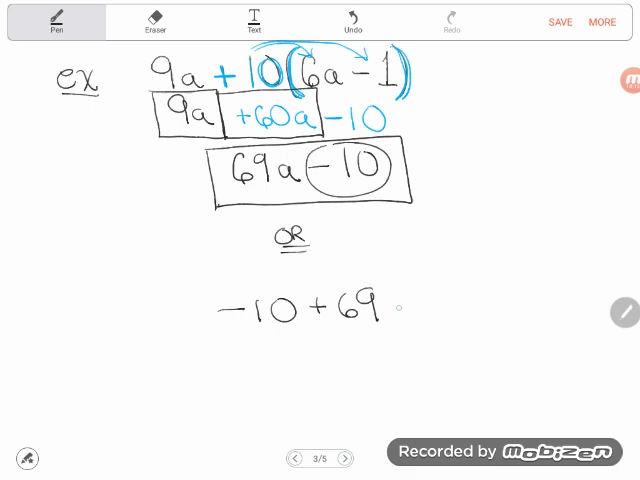 Pen Eraser Text Undo Redo SAVE MORE
ex 9a + 10(6a - 1)
9a +60a - 10
69a - 10
OR
- 10 + 69
3/5
Recorded by mobizen